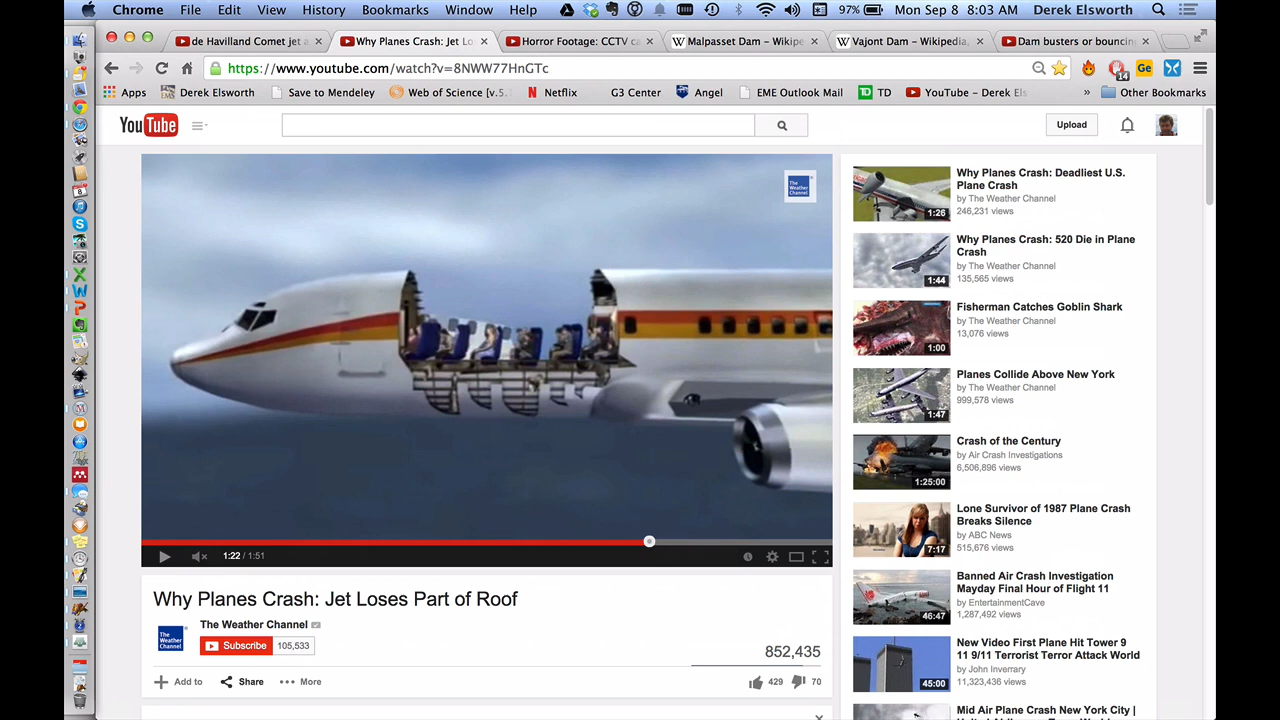 Chrome File Edit View History Bookmarks Window Help 97% Mon Sep 8 8:03 AM Derek Elsworth
de Havilland Comet jet a Why Planes Crash: Jet Lo Horror Footage: CCTV ca Malpasset Dam – Wikipe Vajont Dam – Wikipedia, Dam busters or bouncing
https://www.youtube.com/watch?v=8NWW77HnGTc 14 Ge
Apps Derek Elsworth Save to Mendeley Web of Science [v.5. Netflix G3 Center Angel EME Outlook Mail TD YouTube – Derek Els » Other Bookmarks
YouTube Upload
The Weather Channel
1:22 / 1:51
Why Planes Crash: Jet Loses Part of Roof
The Weather Channel
The Weather Channel
Subscribe 105,533
852,435
Add to Share More 429 70
Why Planes Crash: Deadliest U.S.
Plane Crash
by The Weather Channel
246,231 views
1:26
Why Planes Crash: 520 Die in Plane
Crash
by The Weather Channel
135,565 views
1:44
Fisherman Catches Goblin Shark
by The Weather Channel
13,076 views
1:00
Planes Collide Above New York
by The Weather Channel
999,578 views
1:47
Crash of the Century
by Air Crash Investigations
6,506,896 views
1:25:00
Lone Survivor of 1987 Plane Crash
Breaks Silence
by ABC News
515,676 views
7:17
Banned Air Crash Investigation
Mayday Final Hour of Flight 11
by EntertainmentCave
1,287,492 views
46:47
New Video First Plane Hit Tower 9
11 9/11 Terrorist Terror Attack World
by John Inverrary
11,323,436 views
45:00
Mid Air Plane Crash New York City |